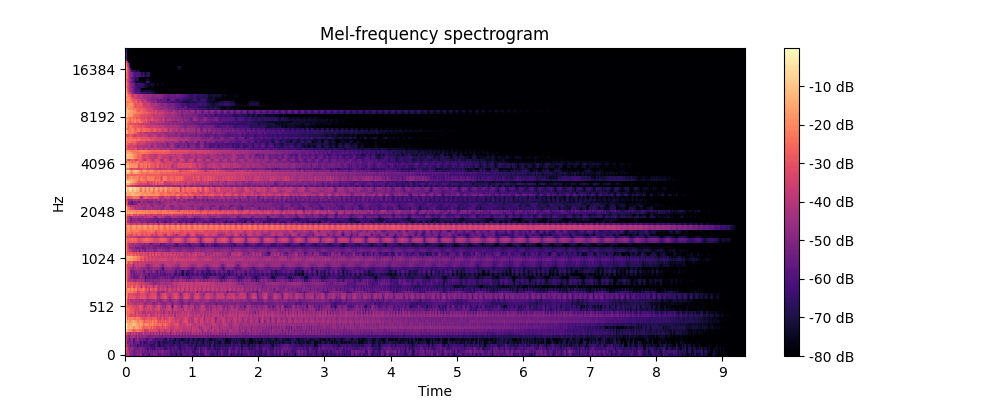 Mel-frequency spectrogram
Hz
16384
8192
4096
2048
1024
512
0
0 1 2 3 4 5 6 7 8 9
Time
-10 dB
-20 dB
-30 dB
-40 dB
-50 dB
-60 dB
-70 dB
-80 dB